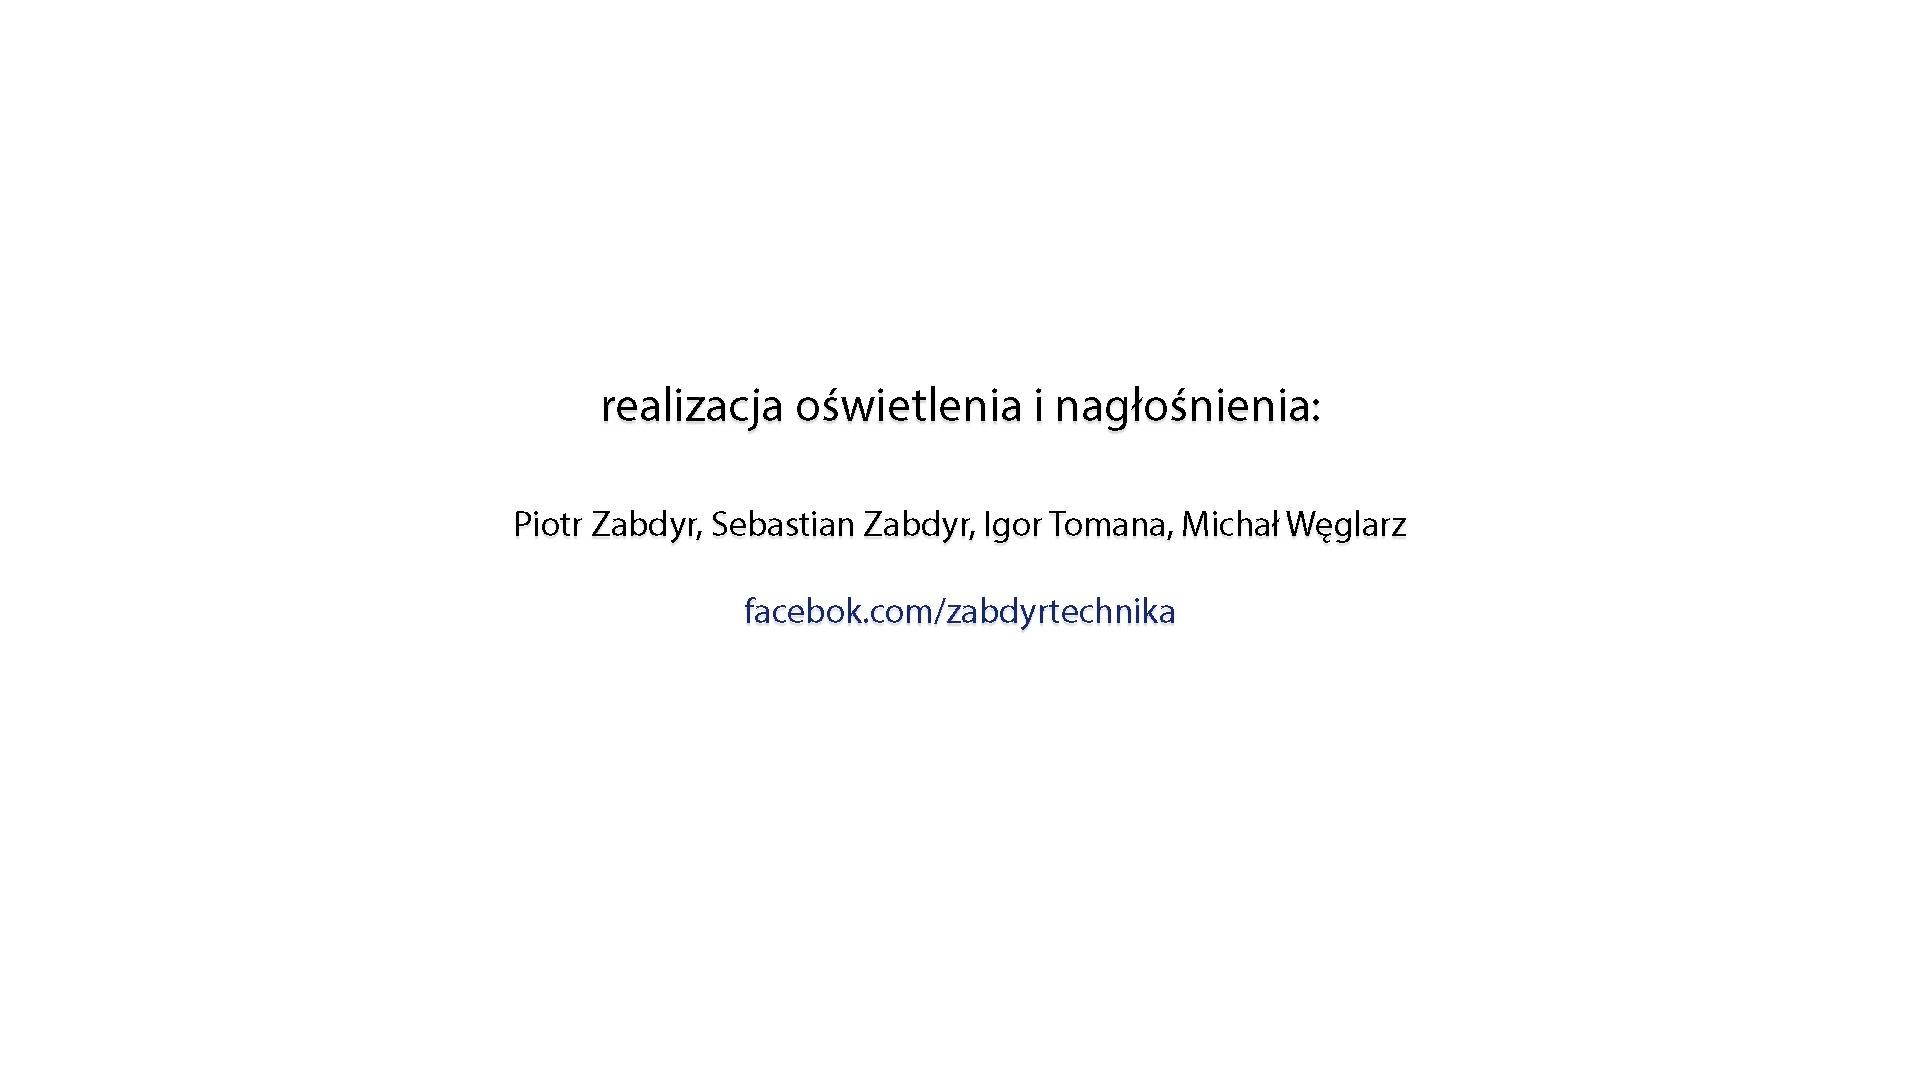 realizacja oświetlenia i nagłośnienia:
Piotr Zabdyr, Sebastian Zabdyr, Igor Tomana, Michał Węglarz
facebok.com/zabdyrtechnika